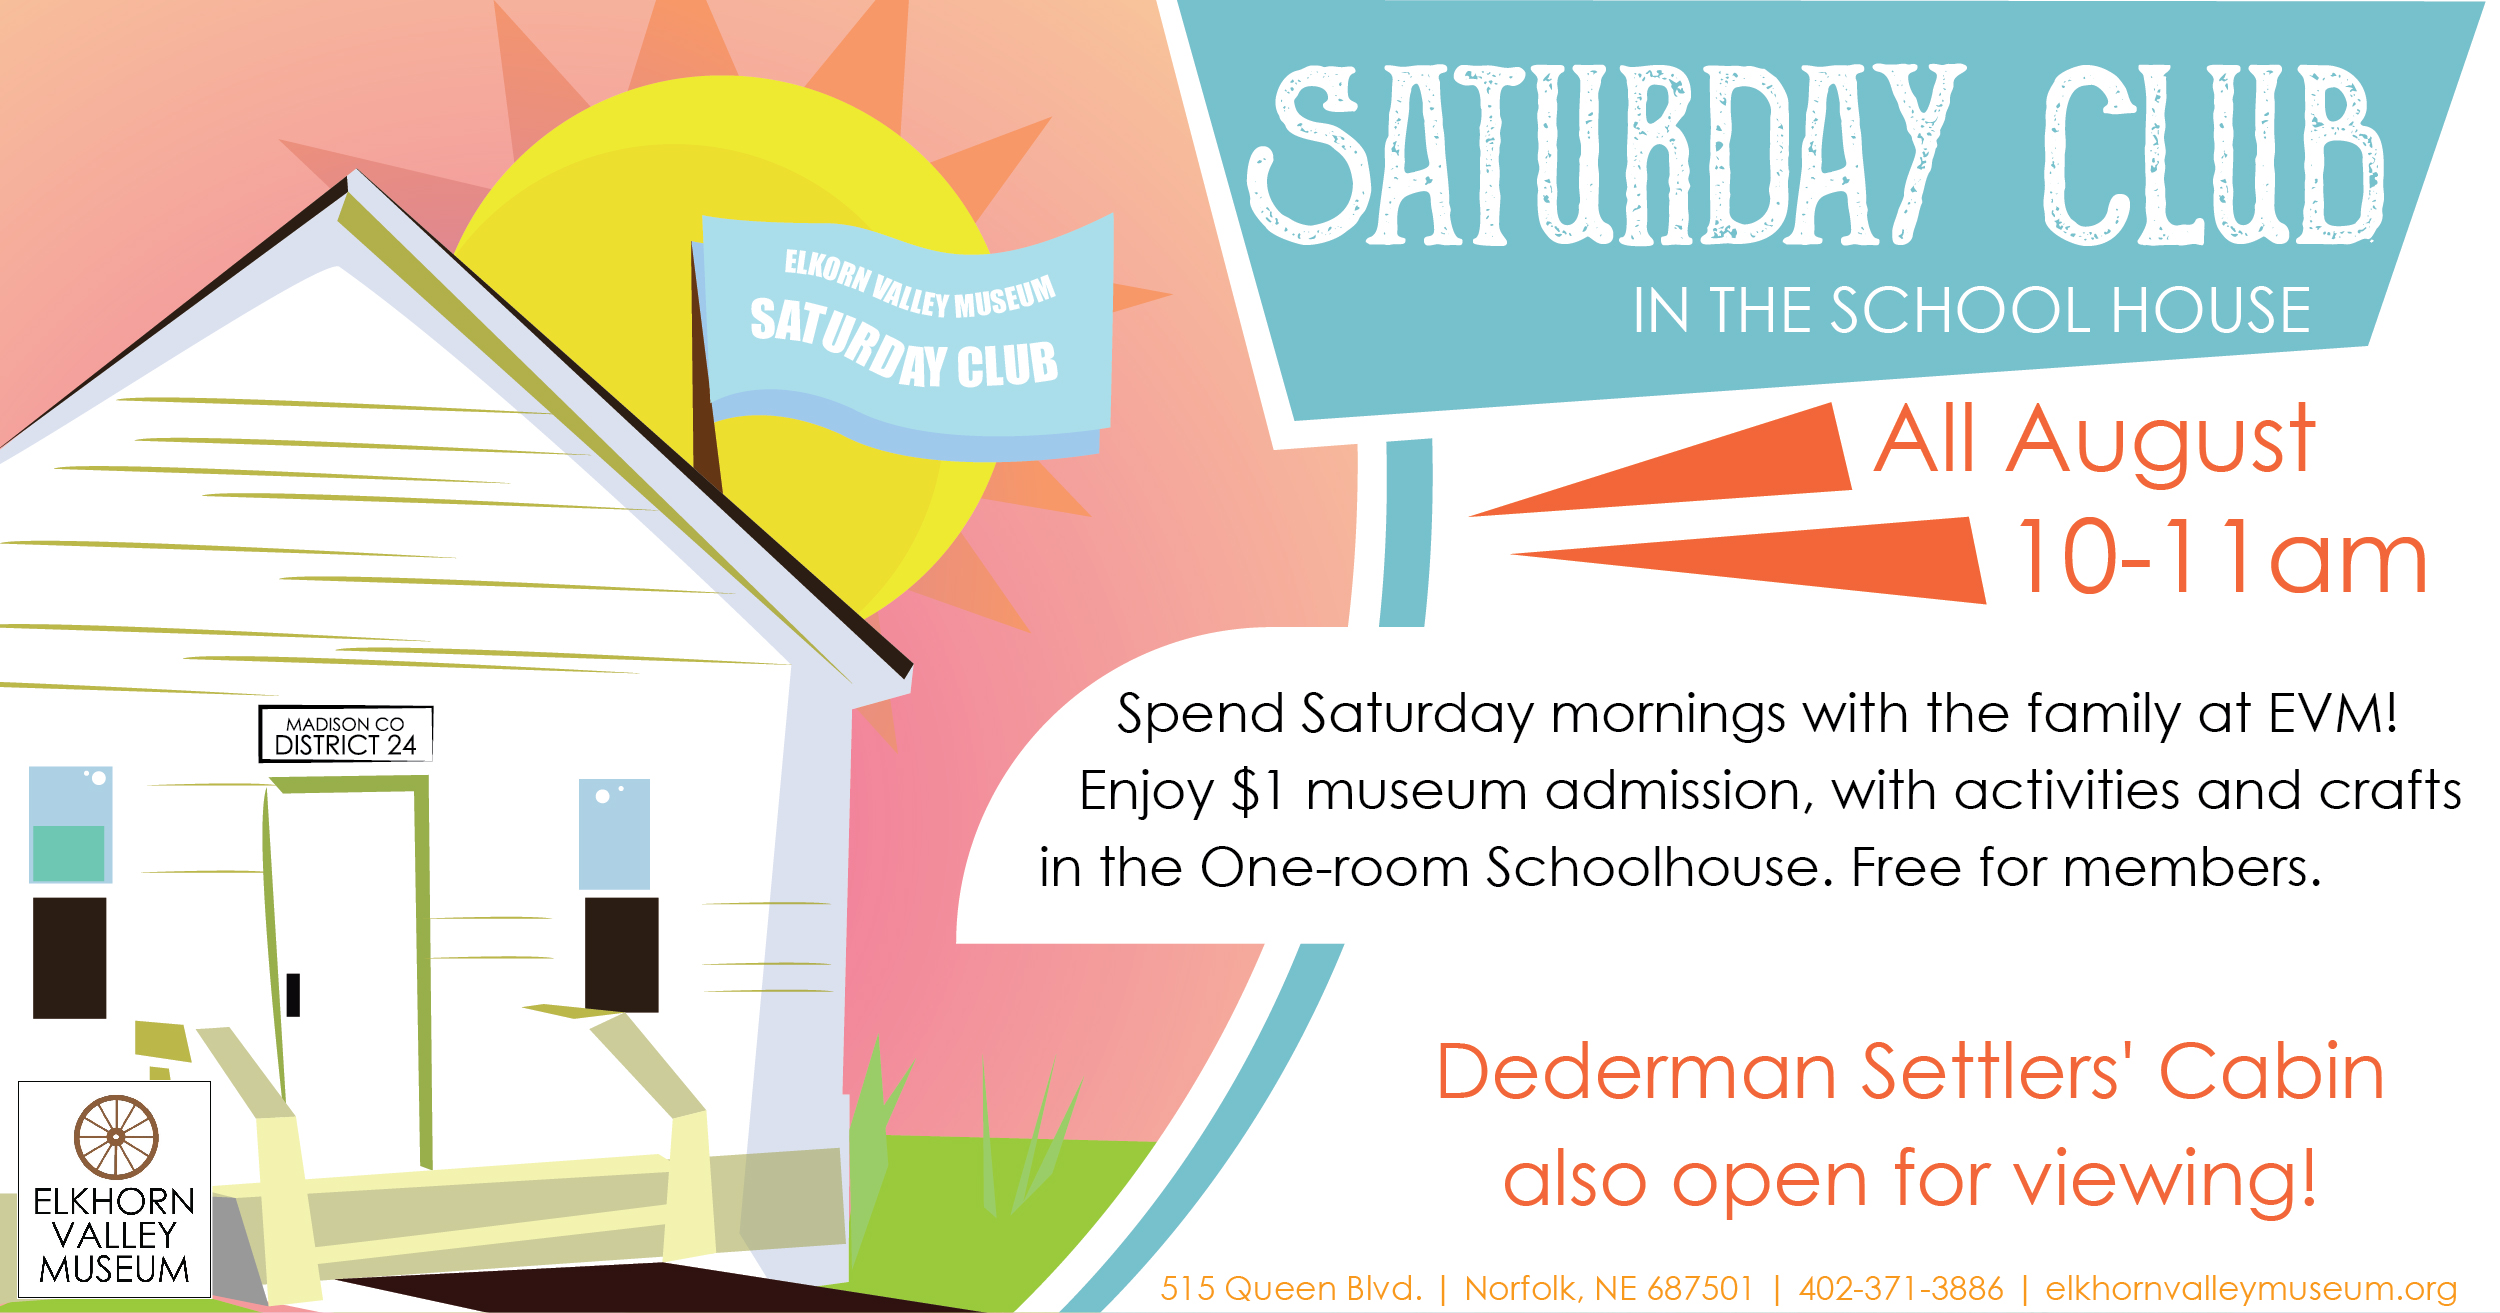 SATURDAY CLUB
IN THE SCHOOL HOUSE
ELKORN VALLEY MUSEUM
SATURDAY CLUB
All August
10-11am
Spend Saturday mornings with the family at EVM!
Enjoy $1 museum admission, with activities and crafts
in the One-room Schoolhouse. Free for members.
MADISON CO
DISTRICT 24
Dederman Settlers' Cabin
also open for viewing!
ELKHORN
VALLEY
MUSEUM
515 Queen Blvd. | Norfolk, NE 687501 | 402-371-3886 | elkhornvalleymuseum.org